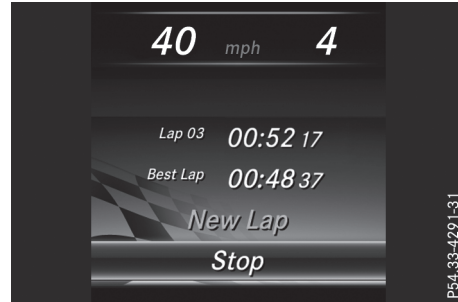 40 mph 4
Lap 03 00:52 17
Best Lap 00:48 37
New Lap
Stop
P54.33-4291-31